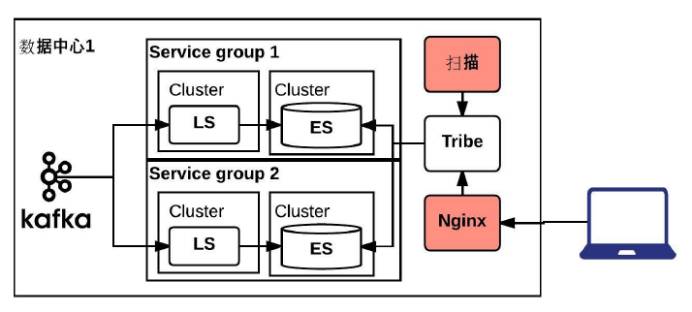 数据中心1
Service group 1
Cluster
Cluster
LS
ES
扫描
Tribe
kafka
Service group 2
Cluster
Cluster
LS
ES
Nginx